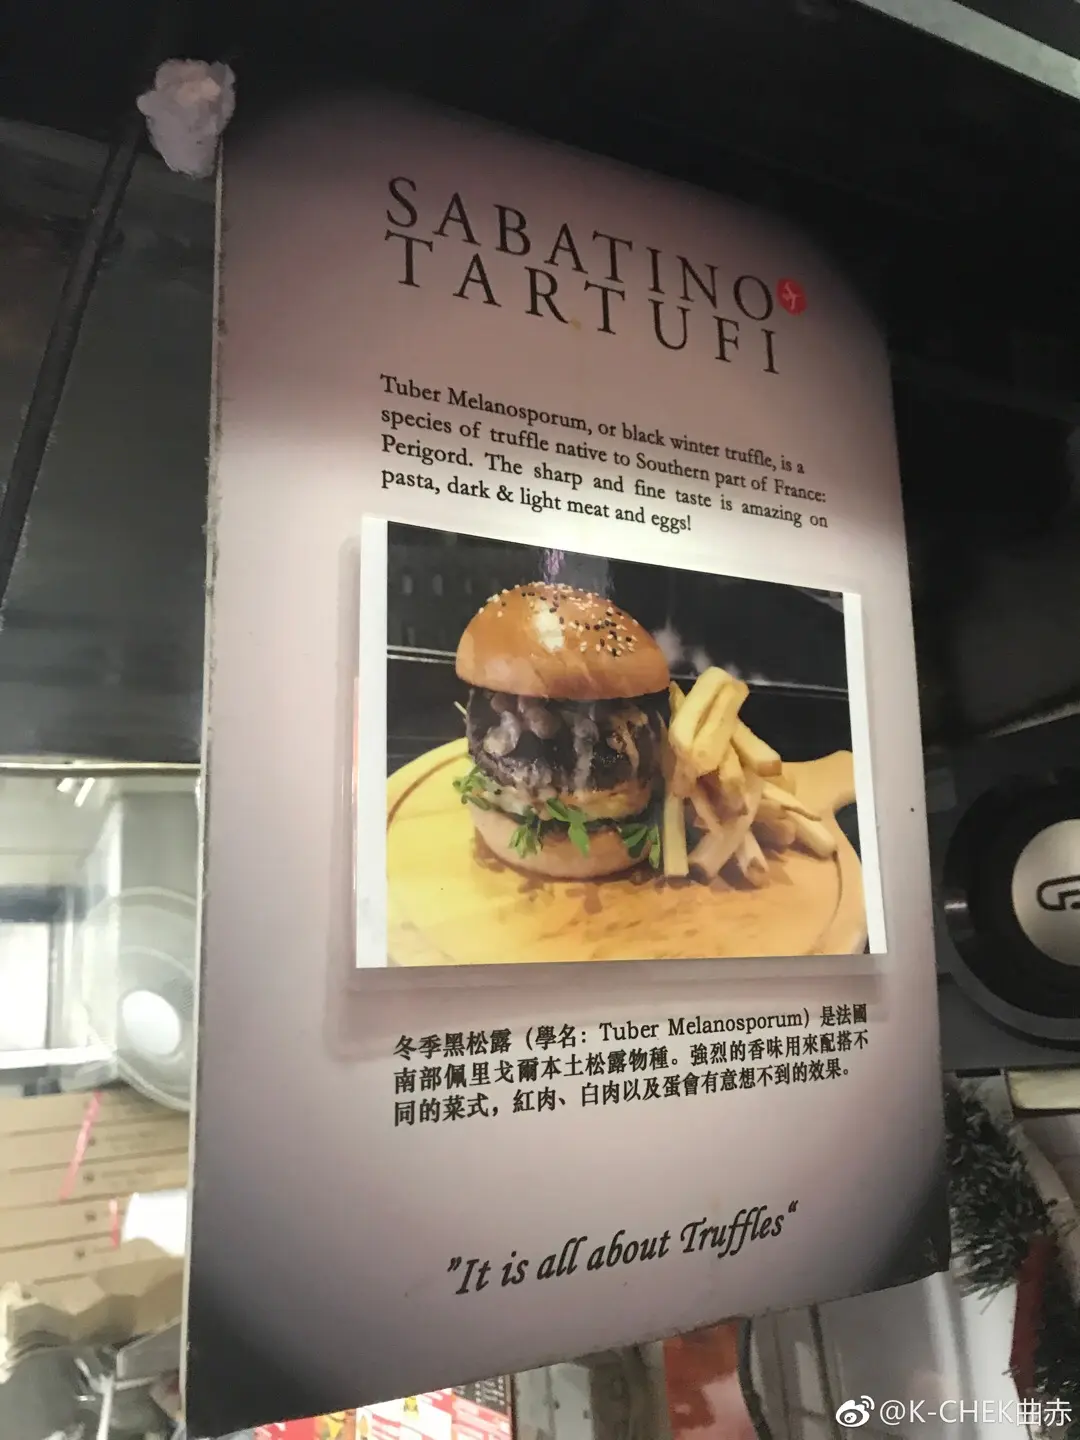 SABATINO
TARTUFI
Tuber Melanosporum, or black winter truffle, is a
species of truffle native to Southern part of France:
Perigord. The sharp and fine taste is amazing on
pasta, dark & light meat and eggs!
冬季黑松露（學名：Tuber Melanosporum）是法國
南部佩里戈爾本土松露物種。強烈的香味用來配搭不
同的菜式，紅肉、白肉以及蛋會有意想不到的效果。
"It is all about Truffles"
@K-CHEK曲赤